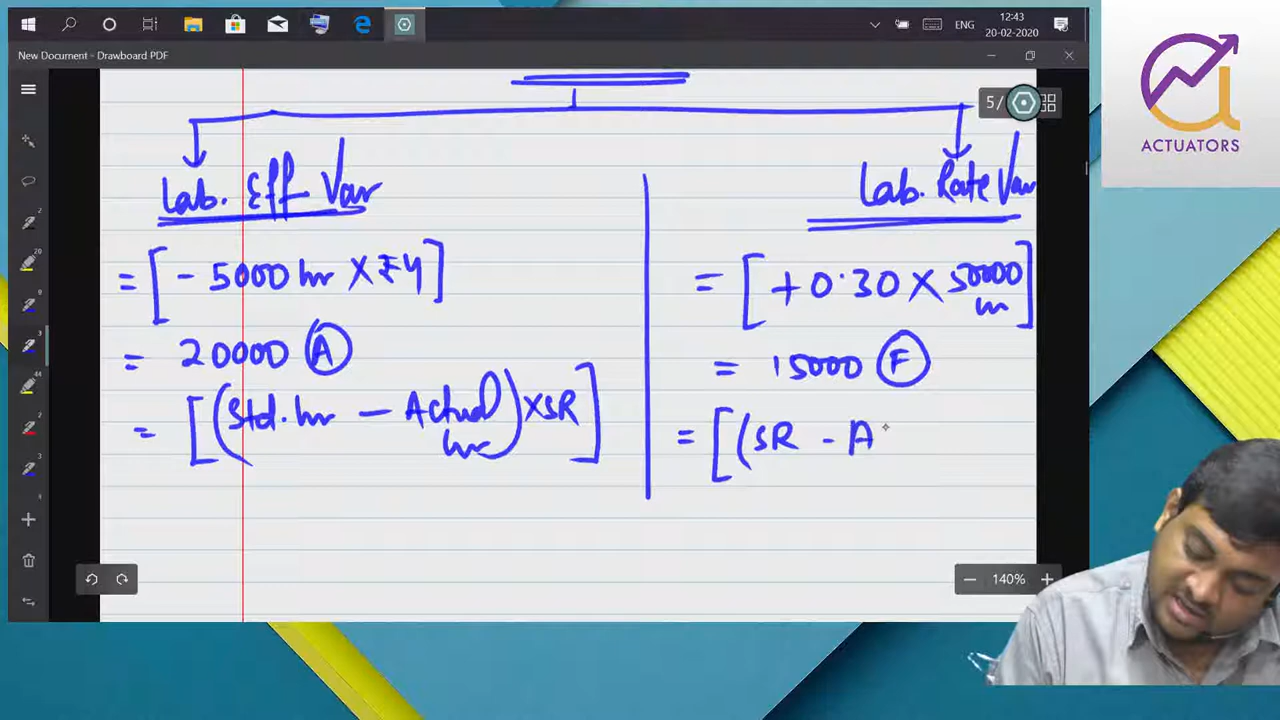 12:43
ENG
20-02-2020
New Document - Drawboard PDF
5/
ACTUATORS
Lab. Eff Var
= [ - 5000 hr X ₹4 ]
= 20000 (A)
= [ ( Std. hr - Actual hr ) X SR ]
Lab. Rate Var
= [ +0.30 X 50000 hr ]
= 15000 (F)
= [ ( SR - A
140%